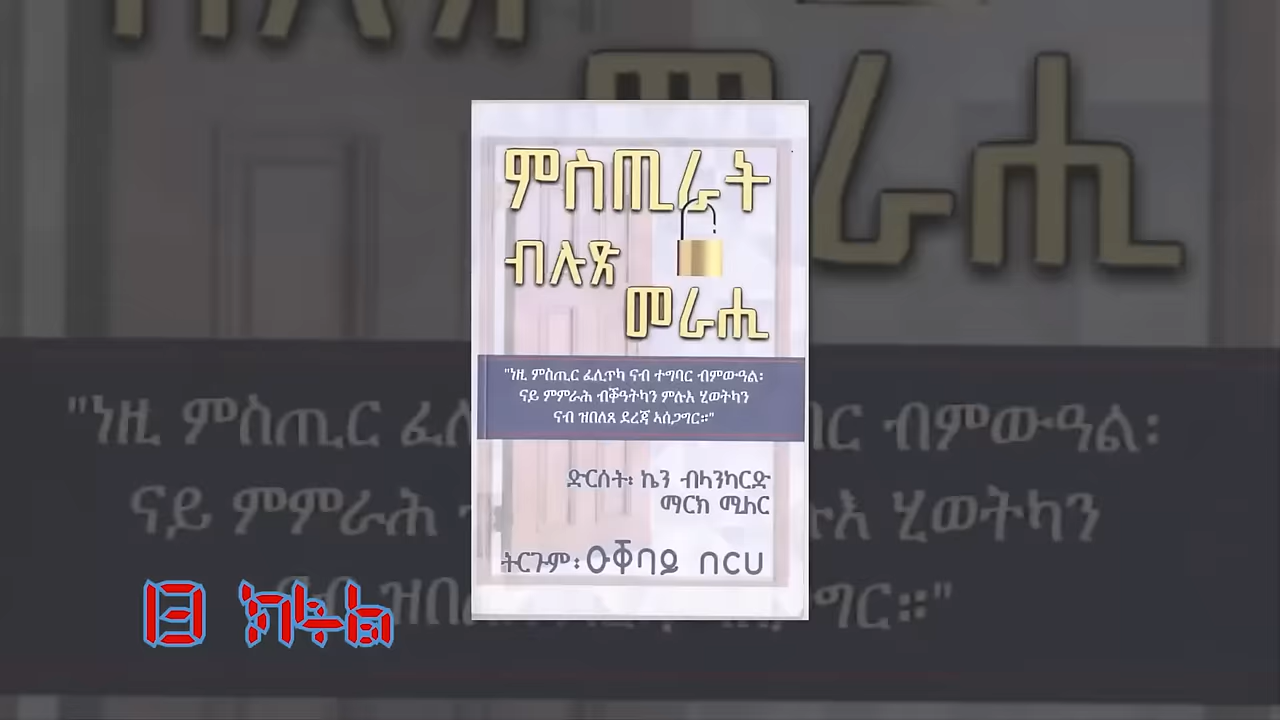 ምስጢራት
ብሉጽ
መራሒ
"ነዚ ምስጢር ፈሊጥካ ናብ ተግባር ብምውዓል፡
ናይ ምምራሕ ብቕዓትካን ምሉእ ሂወትካን
ናብ ዝበለጸ ደረጃ ኣሰጋግር።"
ድርሰት፡ ኬን ብላንካርድ
ማርክ ሚለር
ትርጉም፡ ዑቕባይ በርሀ
ክፋል